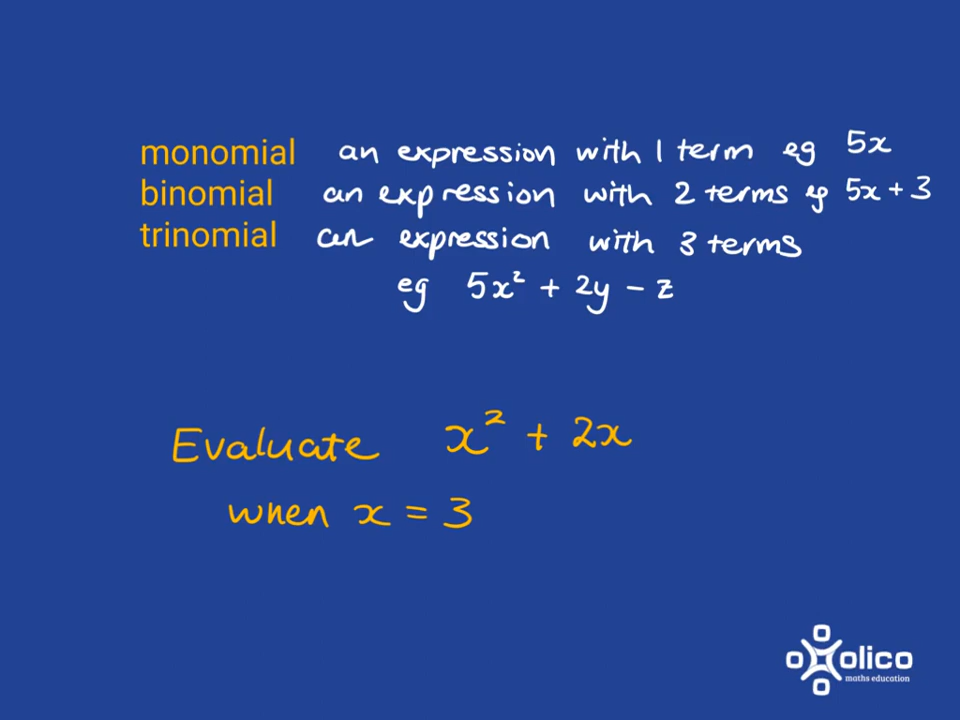 monomial an expression with 1 term eg 5x
binomial an expression with 2 terms eg 5x + 3
trinomial an expression with 3 terms
eg 5x² + 2y - z
Evaluate x² + 2x
when x = 3
olico
maths education